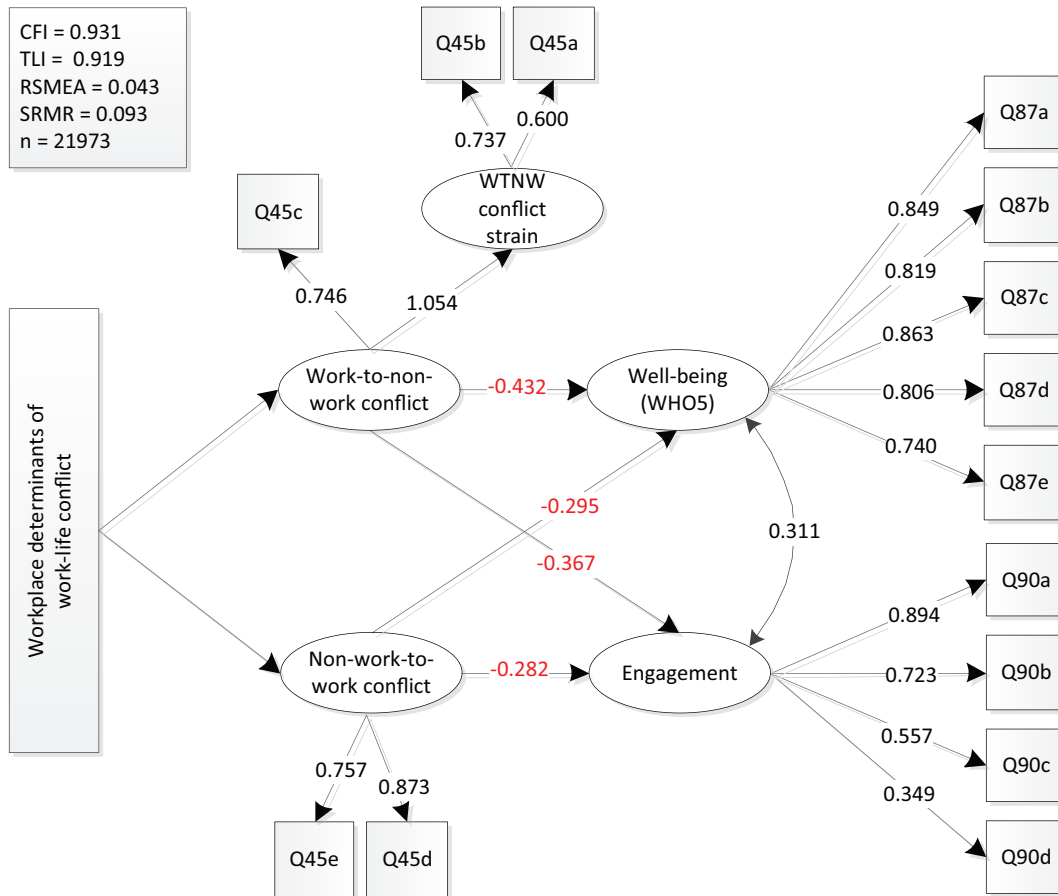 CFI = 0.931
TLI =  0.919
RSMEA = 0.043
SRMR = 0.093
n = 21973
Q45b
Q45a
0.737
0.600
WTNW
conflict
strain
Q45c
0.746
1.054
Workplace determinants of
work-life conflict
Work-to-non-
work conflict
-0.432
Well-being
(WHO5)
-0.295
-0.367
0.311
Non-work-to-
work conflict
-0.282
Engagement
0.757
0.873
Q45e
Q45d
0.849
0.819
0.863
0.806
0.740
Q87a
Q87b
Q87c
Q87d
Q87e
0.894
0.723
0.557
0.349
Q90a
Q90b
Q90c
Q90d